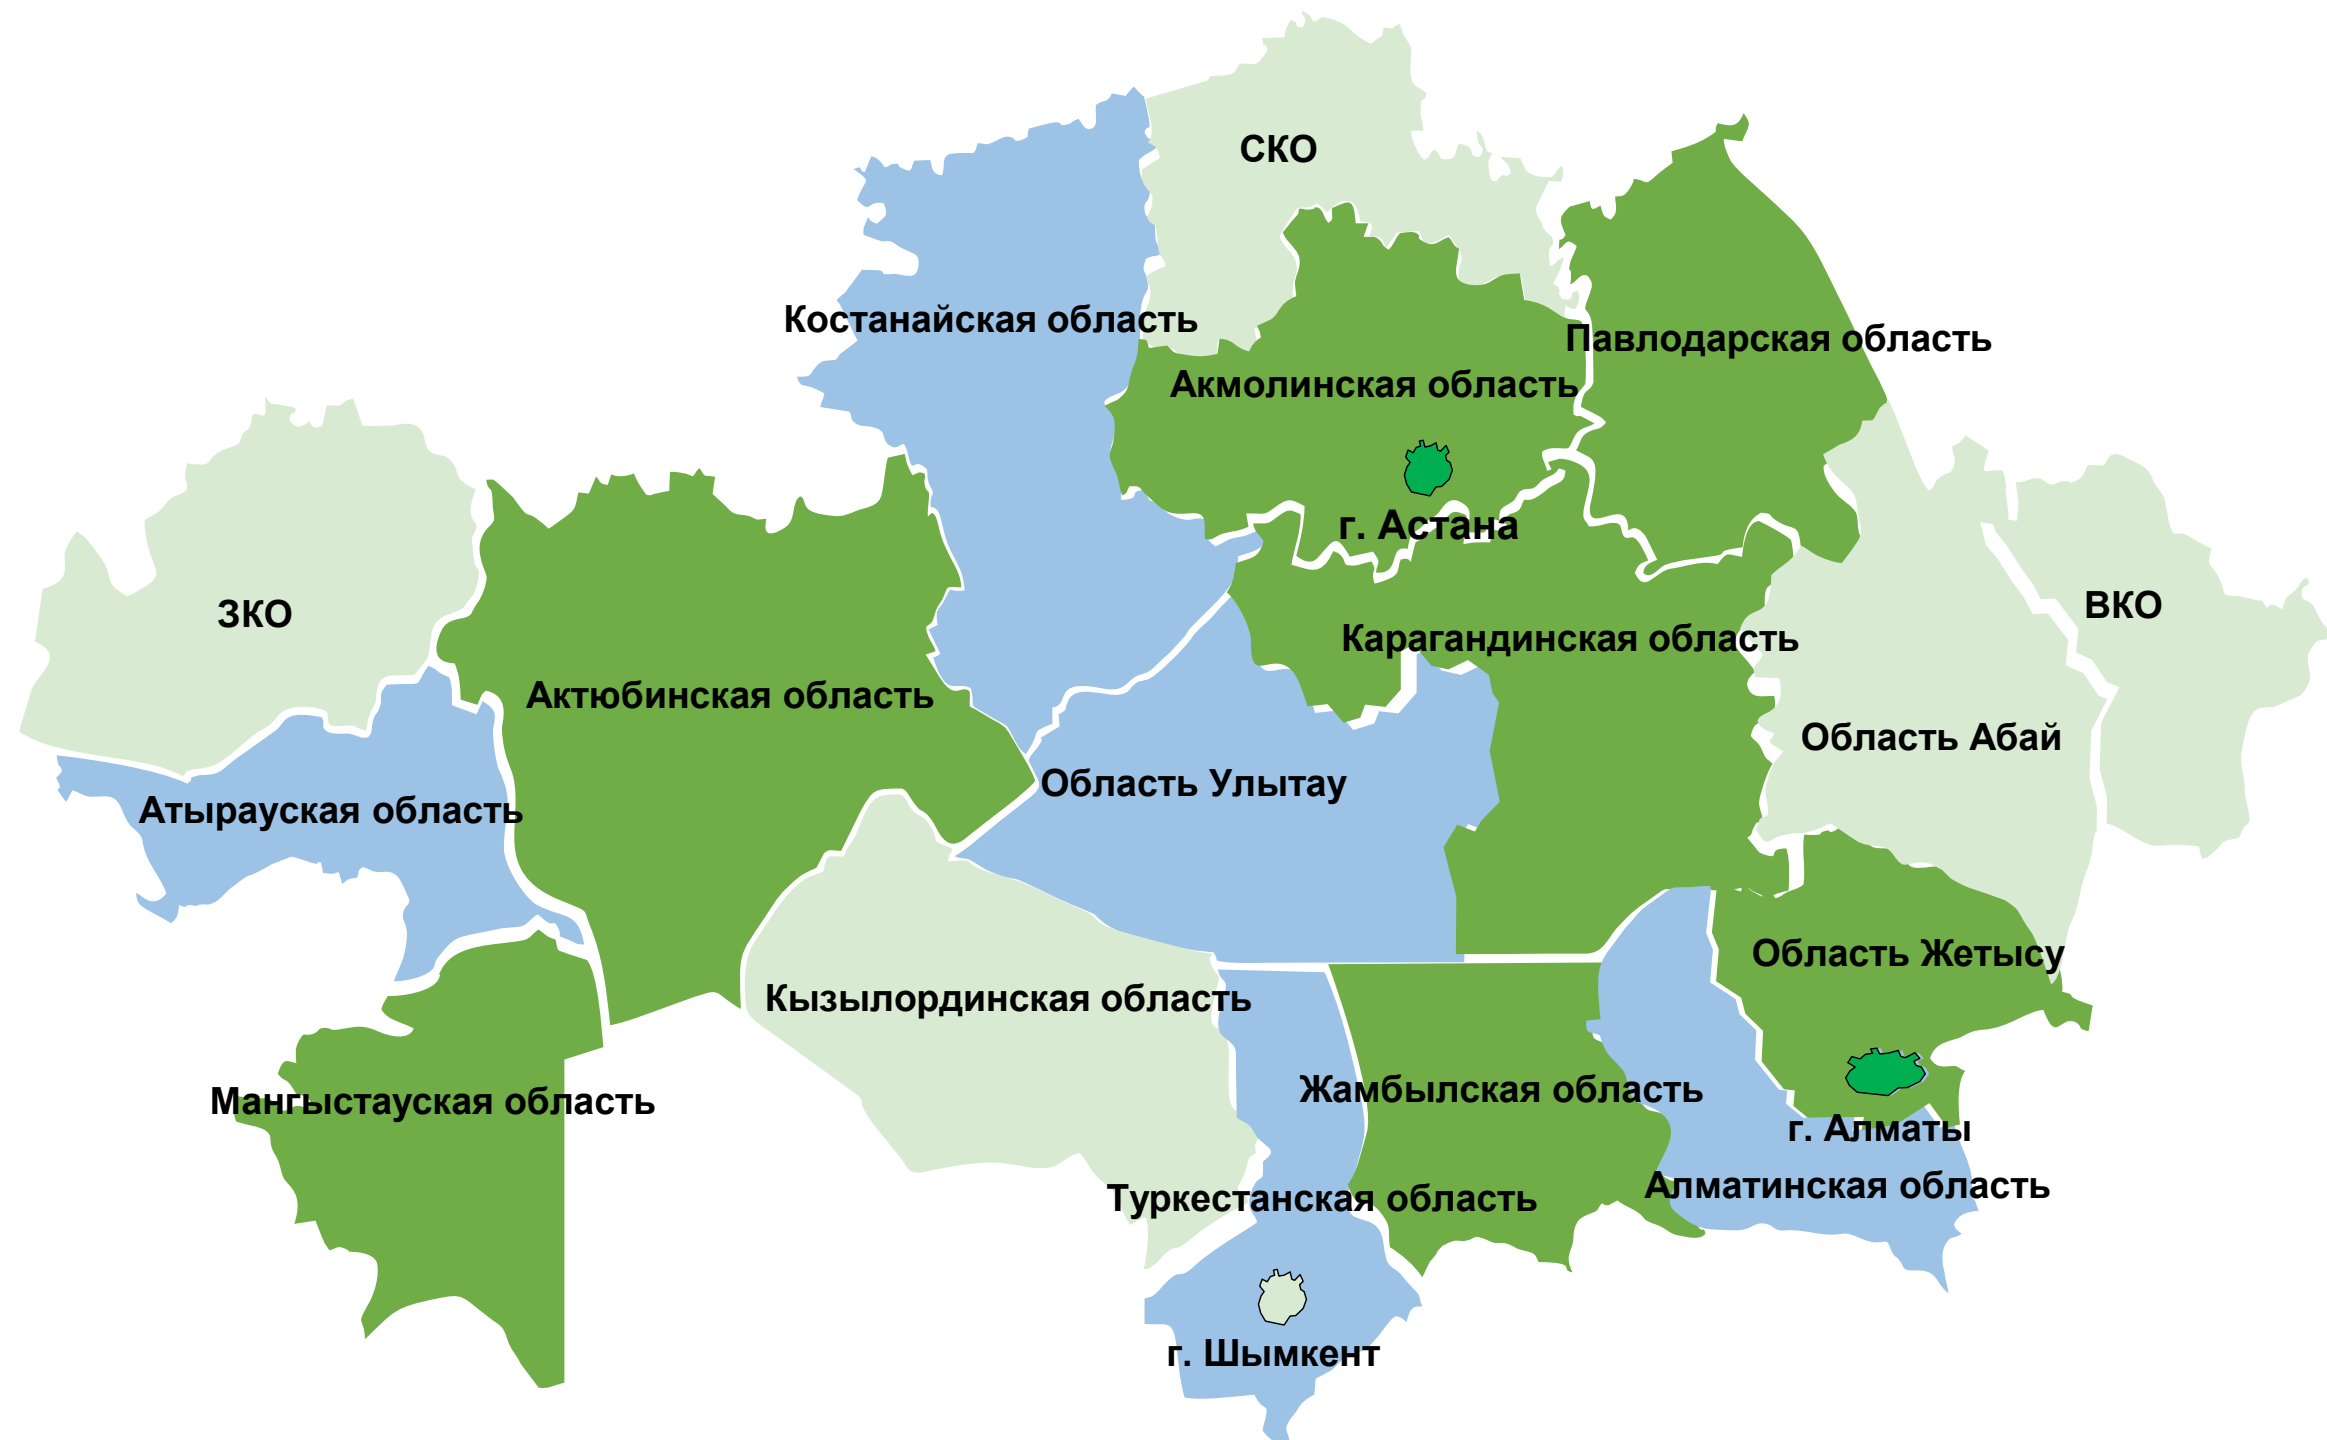 СКО
Костанайская область
Павлодарская область
Акмолинская область
г. Астана
ЗКО
ВКО
Карагандинская область
Актюбинская область
Область Абай
Область Улытау
Атырауская область
Область Жетысу
Кызылординская область
Жамбылская область
Мангыстауская область
г. Алматы
Алматинская область
Туркестанская область
г. Шымкент